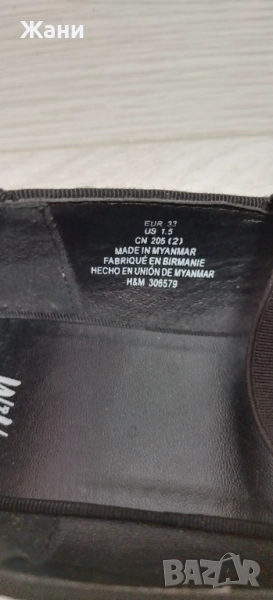 Жани
EUR 33
US 1.5
CN 205 (2)
MADE IN MYANMAR
FABRIQUÉ EN BIRMANIE
HECHO EN UNIÓN DE MYANMAR
H&M 306579
BAZAR